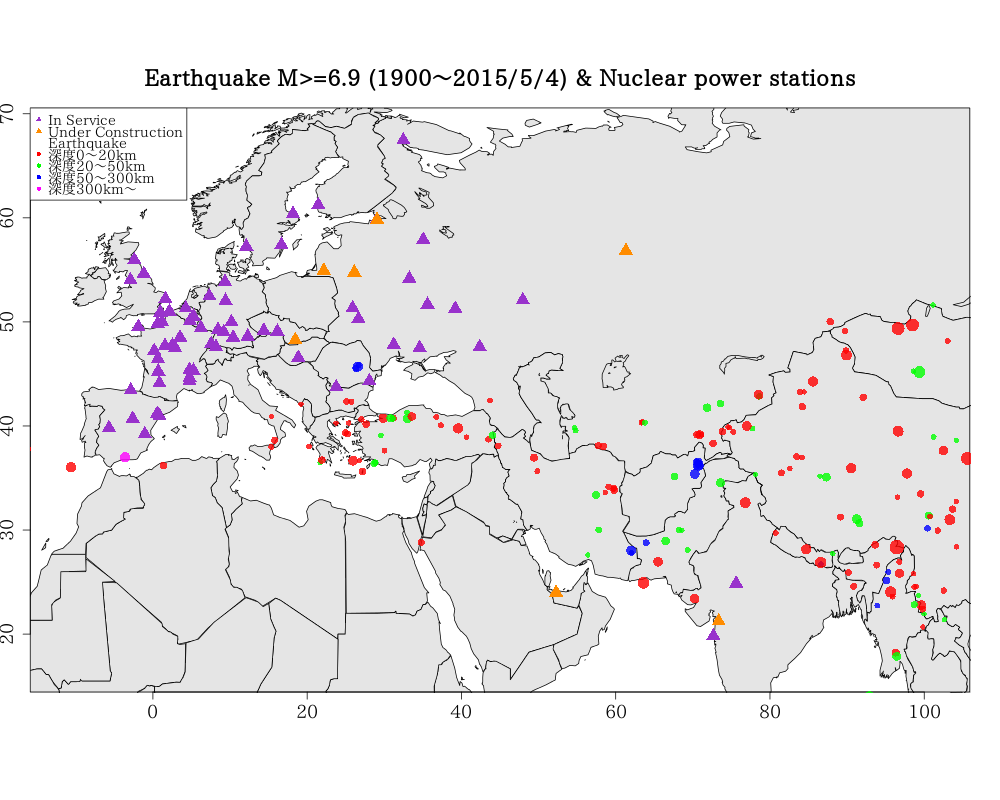 Earthquake M>=6.9 (1900～2015/5/4) & Nuclear power stations
In Service
Under Construction
Earthquake
深度0～20km
深度20～50km
深度50～300km
深度300km～
70
60
50
40
30
20
0 20 40 60 80 100